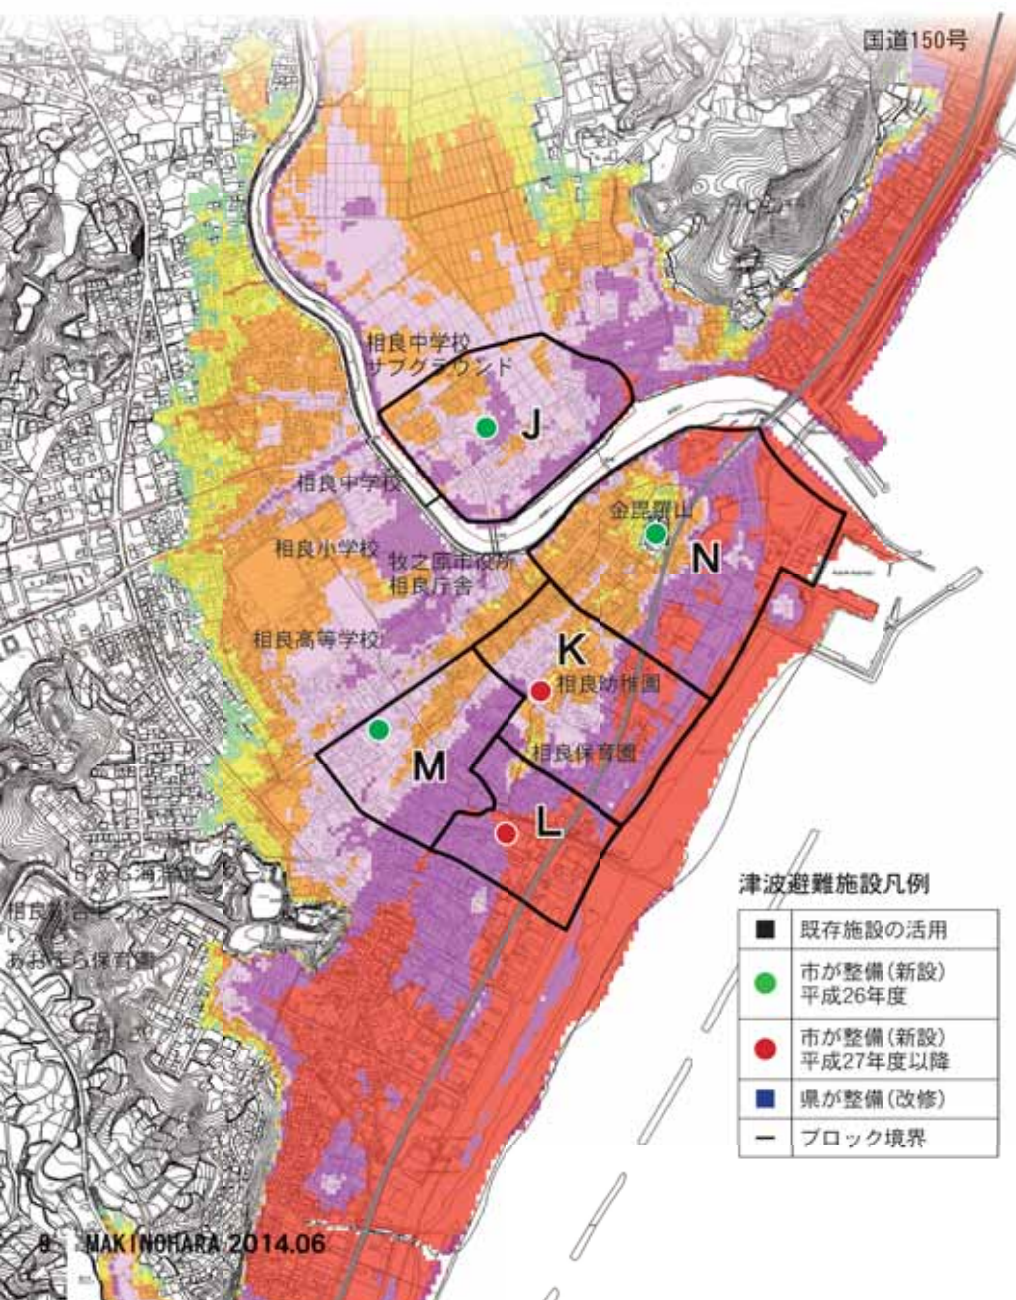 国道150号
相良中学校
サブグラウンド
J
相良中学校
金毘羅山
相良小学校
牧之原市役所
相良庁舎
N
相良高等学校
K
相良幼稚園
相良保育園
M
L
B&G海洋センター
相良総合センター
あおぞら保育園
津波避難施設凡例
既存施設の活用
市が整備(新設)
平成26年度
市が整備(新設)
平成27年度以降
県が整備(改修)
ブロック境界
9 MAKINOHARA 2014.06